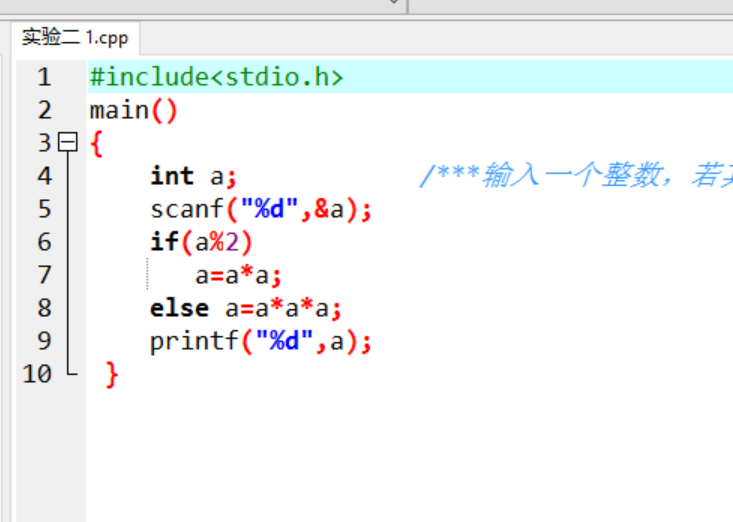 实验二 1.cpp
1 #include<stdio.h>
2 main()
3 {
4 int a; /***输入一个整数，若
5 scanf("%d",&a);
6 if(a%2)
7 a=a*a;
8 else a=a*a*a;
9 printf("%d",a);
10 }